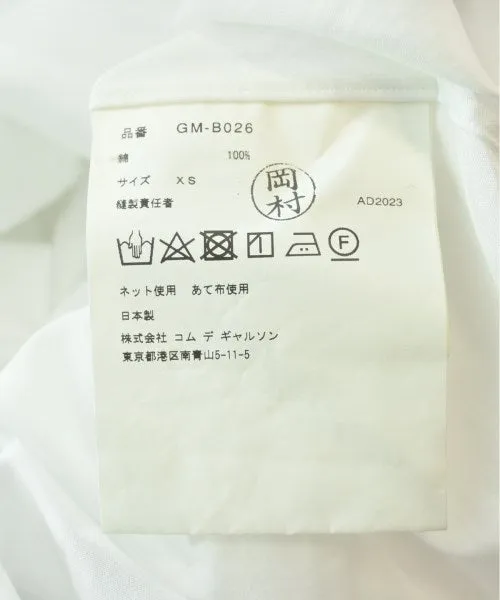 品番 GM-B026
綿 100%
サイズ XS
岡村
縫製責任者
AD2023
F
ネット使用 あて布使用
日本製
株式会社 コム デ ギャルソン
東京都港区南青山5-11-5